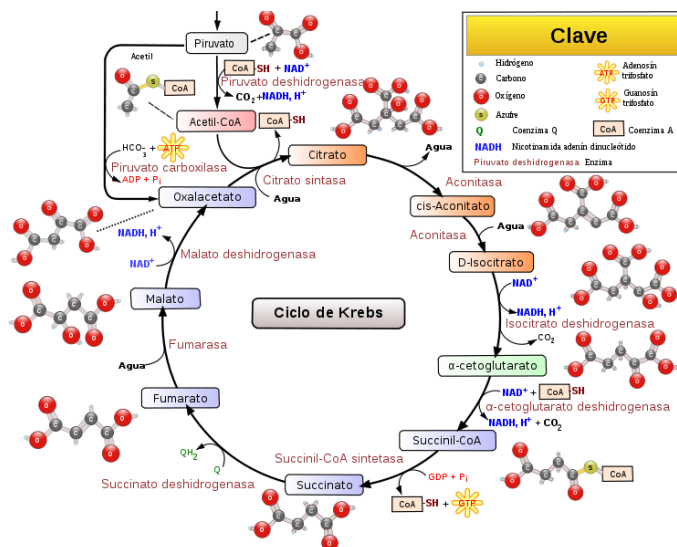 Clave
Hidrógeno
Carbono
Oxígeno
Azufre
Q Coenzima Q
NADH Nicotinamida adenín dinucleótido
Piruvato deshidrogenasa Enzima
ATP Adenosín trifosfato
GTP Guanosín trifosfato
CoA Coenzima A
Piruvato
Acetil
CoA-SH + NAD⁺
Piruvato deshidrogenasa
CO₂ +NADH, H⁺
S CoA
Acetil-CoA
CoA-SH
HCO₃⁻ + ATP
Piruvato carboxilasa
ADP + Pᵢ
Citrato
Citrato sintasa
Agua
Agua
Aconitasa
cis-Aconitato
Agua
Aconitasa
D-Isocitrato
NAD⁺
NADH, H⁺
Isocitrato deshidrogenasa
CO₂
α-cetoglutarato
NAD⁺ + CoA-SH
α-cetoglutarato deshidrogenasa
NADH, H⁺ + CO₂
Succinil-CoA
S CoA
Succinil-CoA sintetasa
GDP + Pᵢ
CoA-SH + GTP
Succinato
Q
QH₂
Succinato deshidrogenasa
Fumarato
Agua
Fumarasa
Malato
NAD⁺
NADH, H⁺
Malato deshidrogenasa
Oxalacetato
Ciclo de Krebs